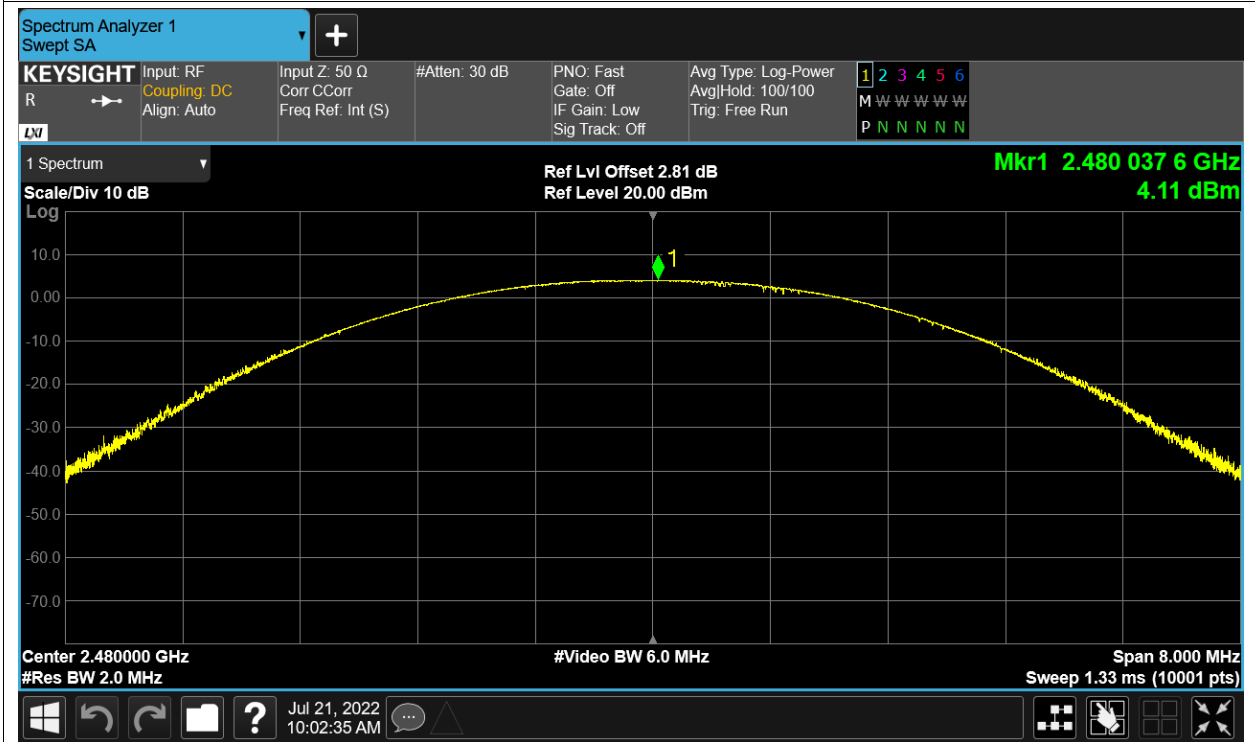 Spectrum Analyzer 1
Swept SA
+
KEYSIGHT
R
LXI
Input: RF
Coupling: DC
Align: Auto
Input Z: 50 Ω
Corr CCorr
Freq Ref: Int (S)
#Atten: 30 dB
PNO: Fast
Gate: Off
IF Gain: Low
Sig Track: Off
Avg Type: Log-Power
Avg|Hold: 100/100
Trig: Free Run
1 2 3 4 5 6
M W W W W W
P N N N N N
1 Spectrum
Scale/Div 10 dB
Log
Ref Lvl Offset 2.81 dB
Ref Level 20.00 dBm
Mkr1 2.480 037 6 GHz
4.11 dBm
1
10.0
0.00
-10.0
-20.0
-30.0
-40.0
-50.0
-60.0
-70.0
Center 2.480000 GHz
#Video BW 6.0 MHz
Span 8.000 MHz
#Res BW 2.0 MHz
Sweep 1.33 ms (10001 pts)
?
Jul 21, 2022
10:02:35 AM